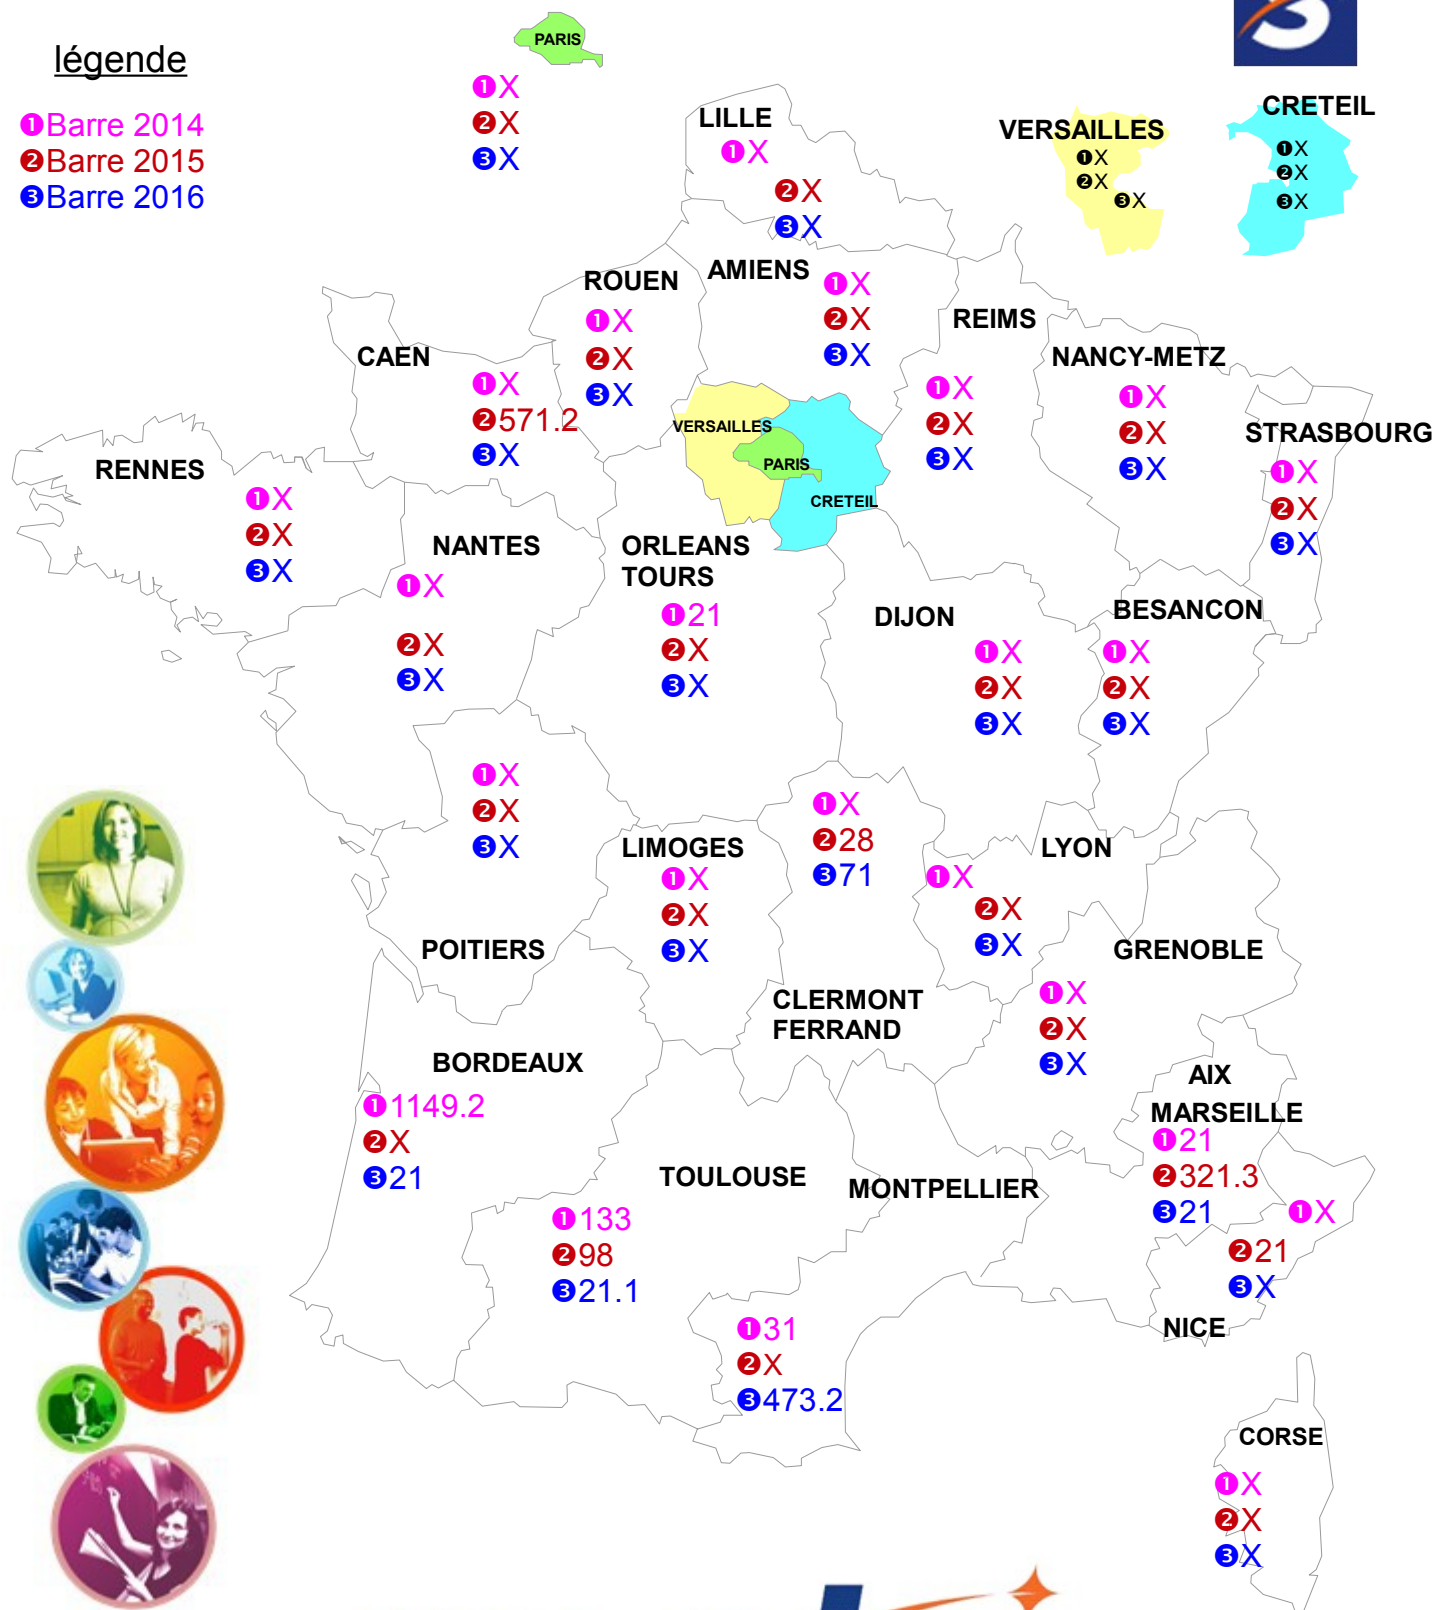 légende
❶Barre 2014
❷Barre 2015
❸Barre 2016
PARIS
❶X
❷X
❸X
LILLE
❶X
❷X
❸X
VERSAILLES
❶X
❷X
❸X
CRETEIL
❶X
❷X
❸X
ROUEN
❶X
❷X
❸X
AMIENS
❶X
❷X
❸X
REIMS
❶X
❷X
❸X
NANCY-METZ
❶X
❷X
❸X
STRASBOURG
❶X
❷X
❸X
CAEN
❶X
❷571.2
❸X
VERSAILLES
PARIS
CRETEIL
RENNES
❶X
❷X
❸X
NANTES
❶X
❷X
❸X
ORLEANS
TOURS
❶21
❷X
❸X
DIJON
❶X
❷X
❸X
BESANCON
❶X
❷X
❸X
❶X
❷X
❸X
POITIERS
LIMOGES
❶X
❷X
❸X
❶X
❷28
❸71
CLERMONT
FERRAND
LYON
❶X
❷X
❸X
GRENOBLE
❶X
❷X
❸X
BORDEAUX
❶1149.2
❷X
❸21
TOULOUSE
❶133
❷98
❸21.1
MONTPELLIER
❶31
❷X
❸473.2
AIX
MARSEILLE
❶21
❷321.3
❸21
❶X
❷21
❸X
NICE
CORSE
❶X
❷X
❸X